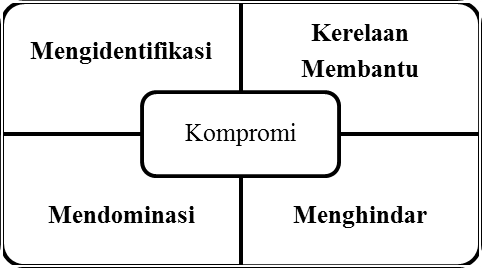 Mengidentifikasi
Kerelaan
Membantu
Kompromi
Mendominasi
Menghindar